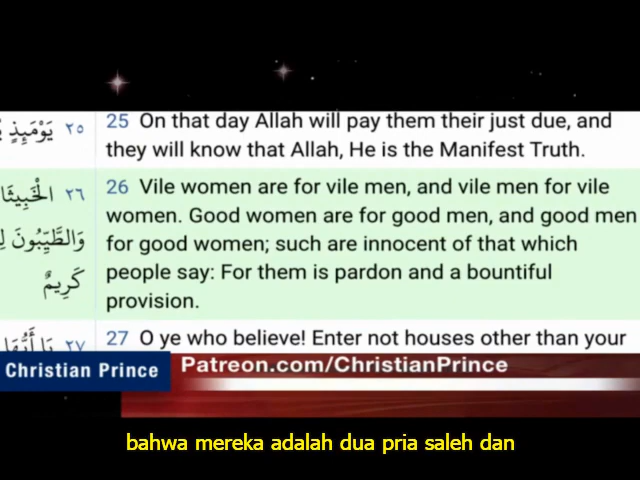 25 On that day Allah will pay them their just due, and
they will know that Allah, He is the Manifest Truth.
٢٥ يَوْمَئِذٍ
26 Vile women are for vile men, and vile men for vile
women. Good women are for good men, and good men
for good women; such are innocent of that which
people say: For them is pardon and a bountiful
provision.
٢٦
وَالطَّيِّبُونَ
كَرِيمٌ
27 O ye who believe! Enter not houses other than your
٢٧
Christian Prince
Patreon.com/ChristianPrince
bahwa mereka adalah dua pria saleh dan